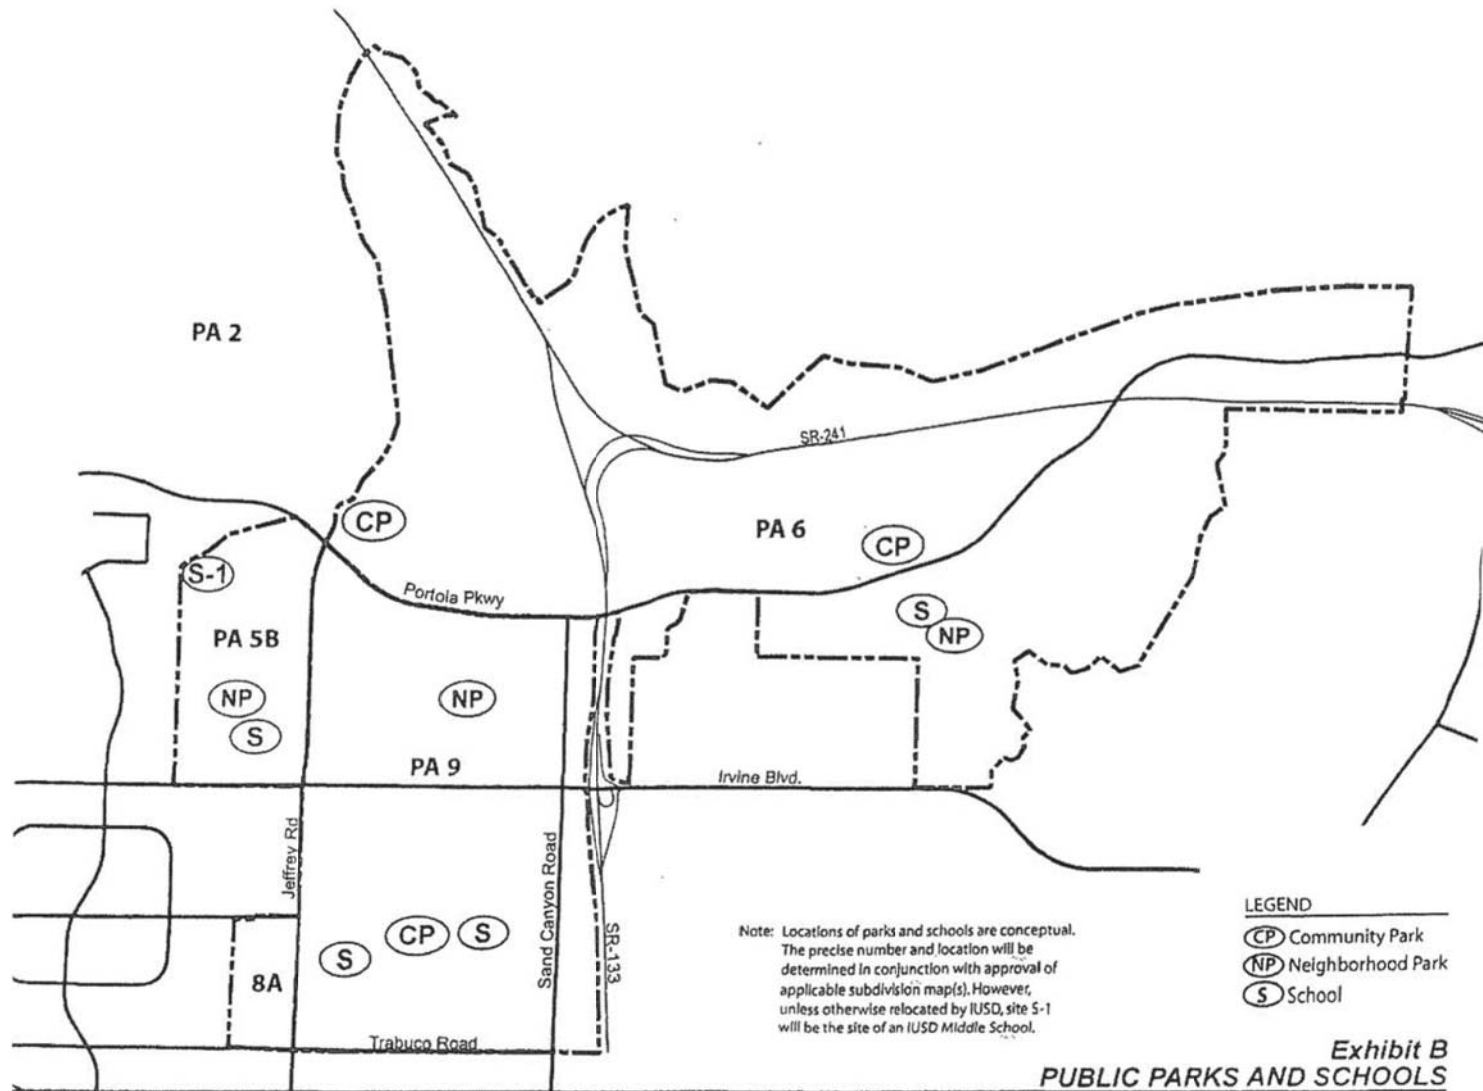 PA 2
SR-241
CP
PA 6
CP
S-1
Portola Pkwy
S
NP
PA 5B
NP
NP
S
PA 9
Irvine Blvd.
Jeffrey Rd
Sand Canyon Road
SR-133
CP
S
S
8A
Trabuco Road
Note: Locations of parks and schools are conceptual.
The precise number and location will be
determined in conjunction with approval of
applicable subdivision map(s). However,
unless otherwise relocated by IUSD, site S-1
will be the site of an IUSD Middle School.
LEGEND
CP Community Park
NP Neighborhood Park
S School
Exhibit B
PUBLIC PARKS AND SCHOOLS